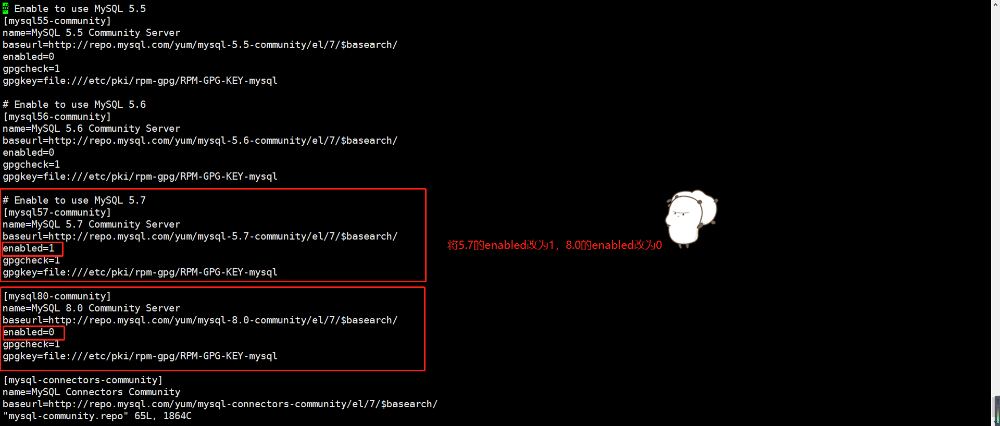 # Enable to use MySQL 5.5
[mysql55-community]
name=MySQL 5.5 Community Server
baseurl=http://repo.mysql.com/yum/mysql-5.5-community/el/7/$basearch/
enabled=0
gpgcheck=1
gpgkey=file:///etc/pki/rpm-gpg/RPM-GPG-KEY-mysql
# Enable to use MySQL 5.6
[mysql56-community]
name=MySQL 5.6 Community Server
baseurl=http://repo.mysql.com/yum/mysql-5.6-community/el/7/$basearch/
enabled=0
gpgcheck=1
gpgkey=file:///etc/pki/rpm-gpg/RPM-GPG-KEY-mysql
# Enable to use MySQL 5.7
[mysql57-community]
name=MySQL 5.7 Community Server
baseurl=http://repo.mysql.com/yum/mysql-5.7-community/el/7/$basearch/
enabled=1
gpgcheck=1
gpgkey=file:///etc/pki/rpm-gpg/RPM-GPG-KEY-mysql
将5.7的enabled改为1，8.0的enabled改为0
[mysql80-community]
name=MySQL 8.0 Community Server
baseurl=http://repo.mysql.com/yum/mysql-8.0-community/el/7/$basearch/
enabled=0
gpgcheck=1
gpgkey=file:///etc/pki/rpm-gpg/RPM-GPG-KEY-mysql
[mysql-connectors-community]
name=MySQL Connectors Community
baseurl=http://repo.mysql.com/yum/mysql-connectors-community/el/7/$basearch/
"mysql-community.repo" 65L, 1864C